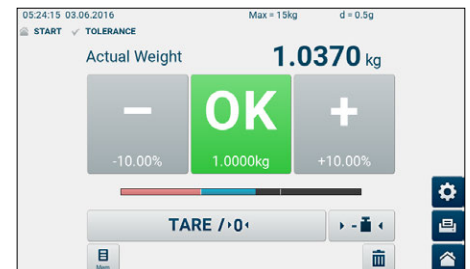 05:24:15 03.06.2016 Max = 15kg d = 0.5g
START TOLERANCE
Actual Weight 1.0370 kg
− OK +
-10.00% 1.0000kg +10.00%
TARE /›0‹
Mem